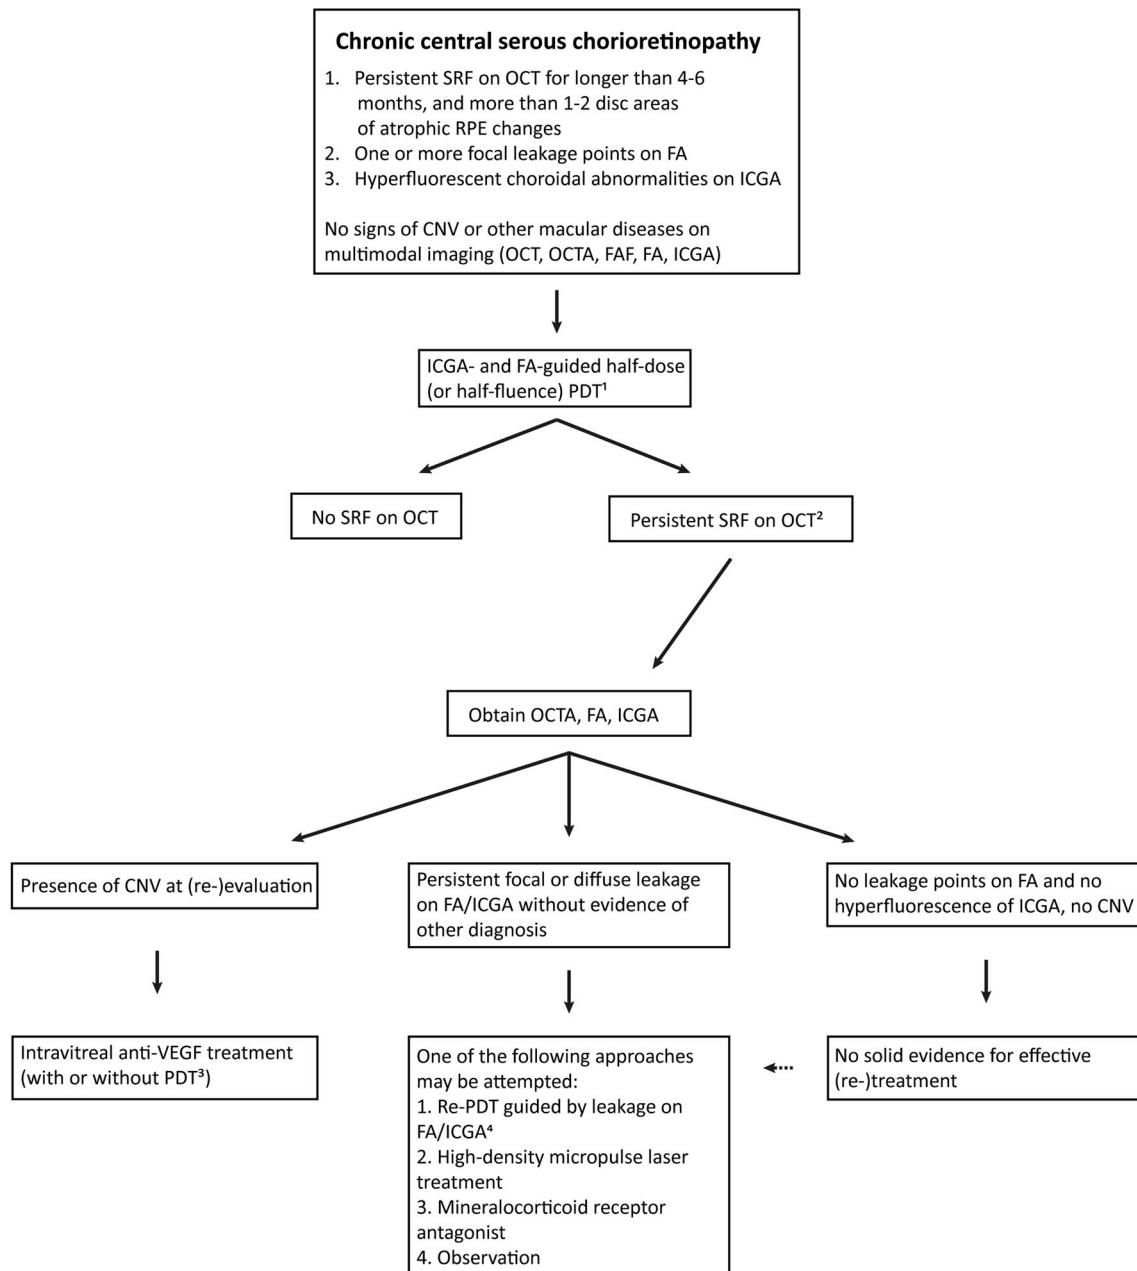 Chronic central serous chorioretinopathy
1. Persistent SRF on OCT for longer than 4-6
months, and more than 1-2 disc areas
of atrophic RPE changes
2. One or more focal leakage points on FA
3. Hyperfluorescent choroidal abnormalities on ICGA
No signs of CNV or other macular diseases on
multimodal imaging (OCT, OCTA, FAF, FA, ICGA)
ICGA- and FA-guided half-dose
(or half-fluence) PDT¹
No SRF on OCT
Persistent SRF on OCT²
Obtain OCTA, FA, ICGA
Presence of CNV at (re-)evaluation
Persistent focal or diffuse leakage
on FA/ICGA without evidence of
other diagnosis
No leakage points on FA and no
hyperfluorescence of ICGA, no CNV
Intravitreal anti-VEGF treatment
(with or without PDT³)
One of the following approaches
may be attempted:
1. Re-PDT guided by leakage on
FA/ICGA⁴
2. High-density micropulse laser
treatment
3. Mineralocorticoid receptor
antagonist
4. Observation
No solid evidence for effective
(re-)treatment